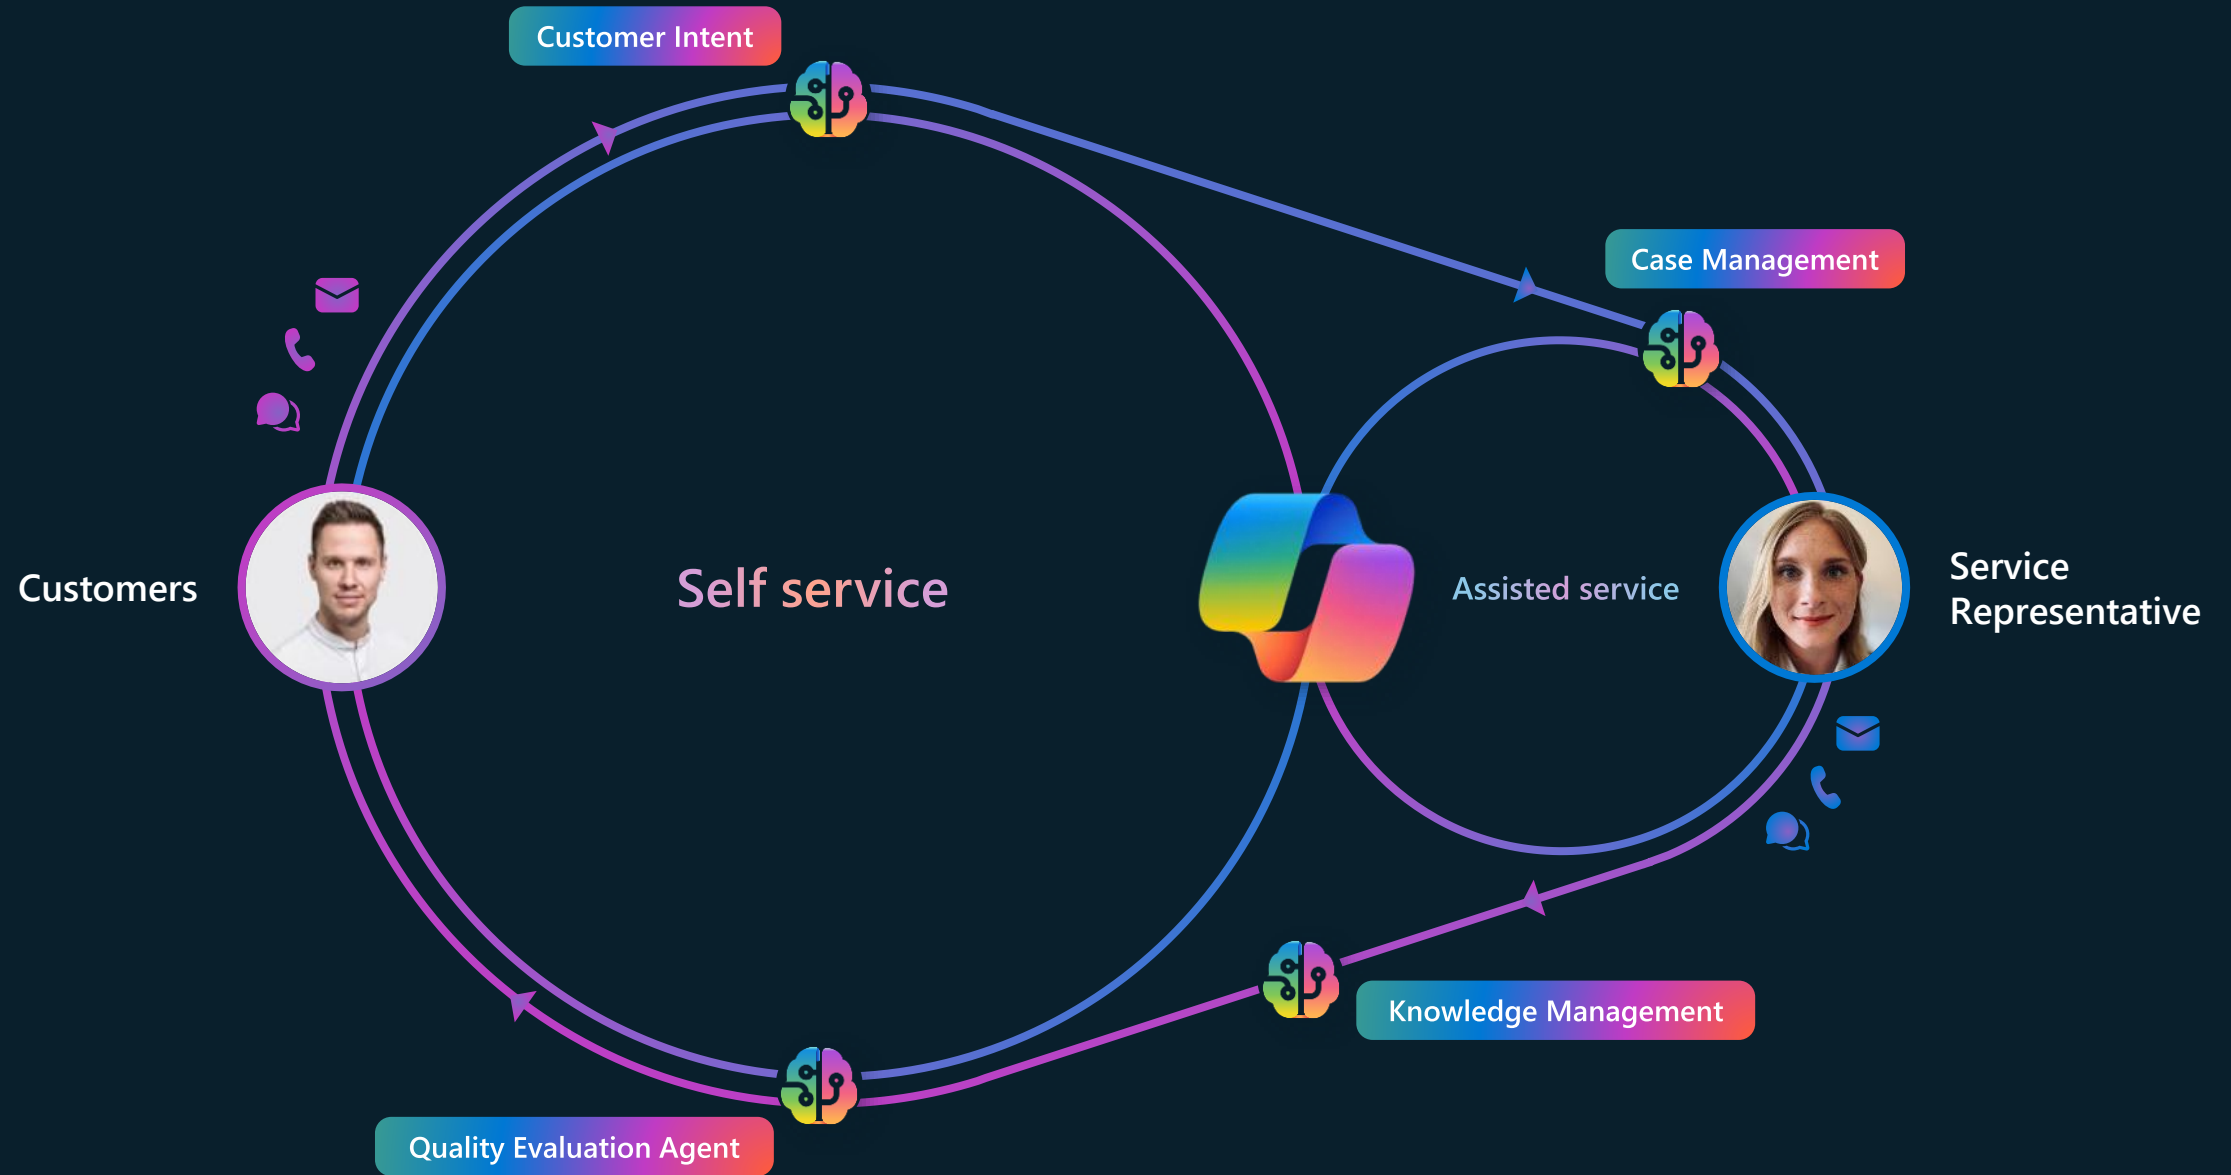 Customer Intent
Case Management
Customers
Self service
Assisted service
Service
Representative
Knowledge Management
Quality Evaluation Agent